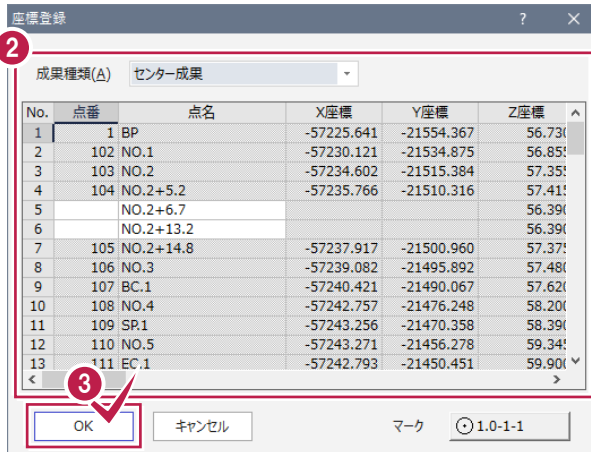 座標登録 ? ×
2
成果種類(A) センター成果
No. 点番 点名 X座標 Y座標 Z座標
1 1 BP -57225.641 -21554.367 56.730
2 102 NO.1 -57230.121 -21534.875 56.855
3 103 NO.2 -57234.602 -21515.384 57.355
4 104 NO.2+5.2 -57235.766 -21510.316 57.415
5 NO.2+6.7 56.390
6 NO.2+13.2 56.390
7 105 NO.2+14.8 -57237.917 -21500.960 57.375
8 106 NO.3 -57239.082 -21495.892 57.480
9 107 BC.1 -57240.421 -21490.067 57.620
10 108 NO.4 -57242.757 -21476.248 58.200
11 109 SP.1 -57243.256 -21470.358 58.390
12 110 NO.5 -57243.271 -21456.278 59.345
13 111 EC.1 -57242.793 -21450.451 59.900
3
OK キャンセル マーク 1.0-1-1